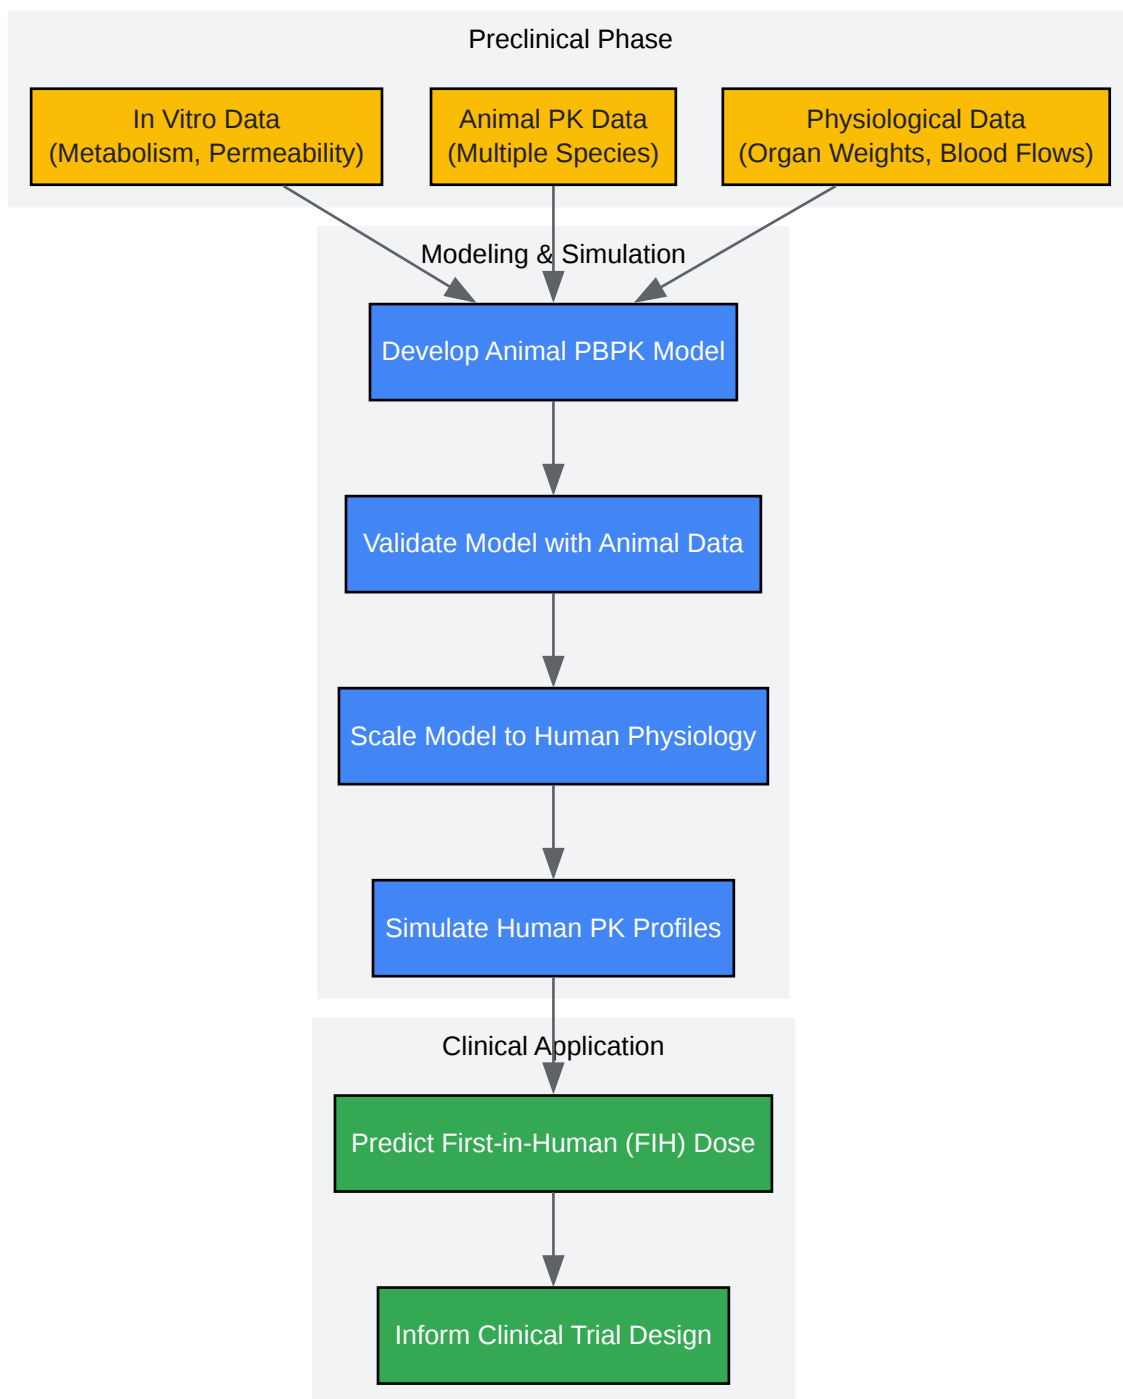 Preclinical Phase
In Vitro Data
(Metabolism, Permeability)
Animal PK Data
(Multiple Species)
Physiological Data
(Organ Weights, Blood Flows)
Modeling & Simulation
Develop Animal PBPK Model
Validate Model with Animal Data
Scale Model to Human Physiology
Simulate Human PK Profiles
Clinical Application
Predict First-in-Human (FIH) Dose
Inform Clinical Trial Design